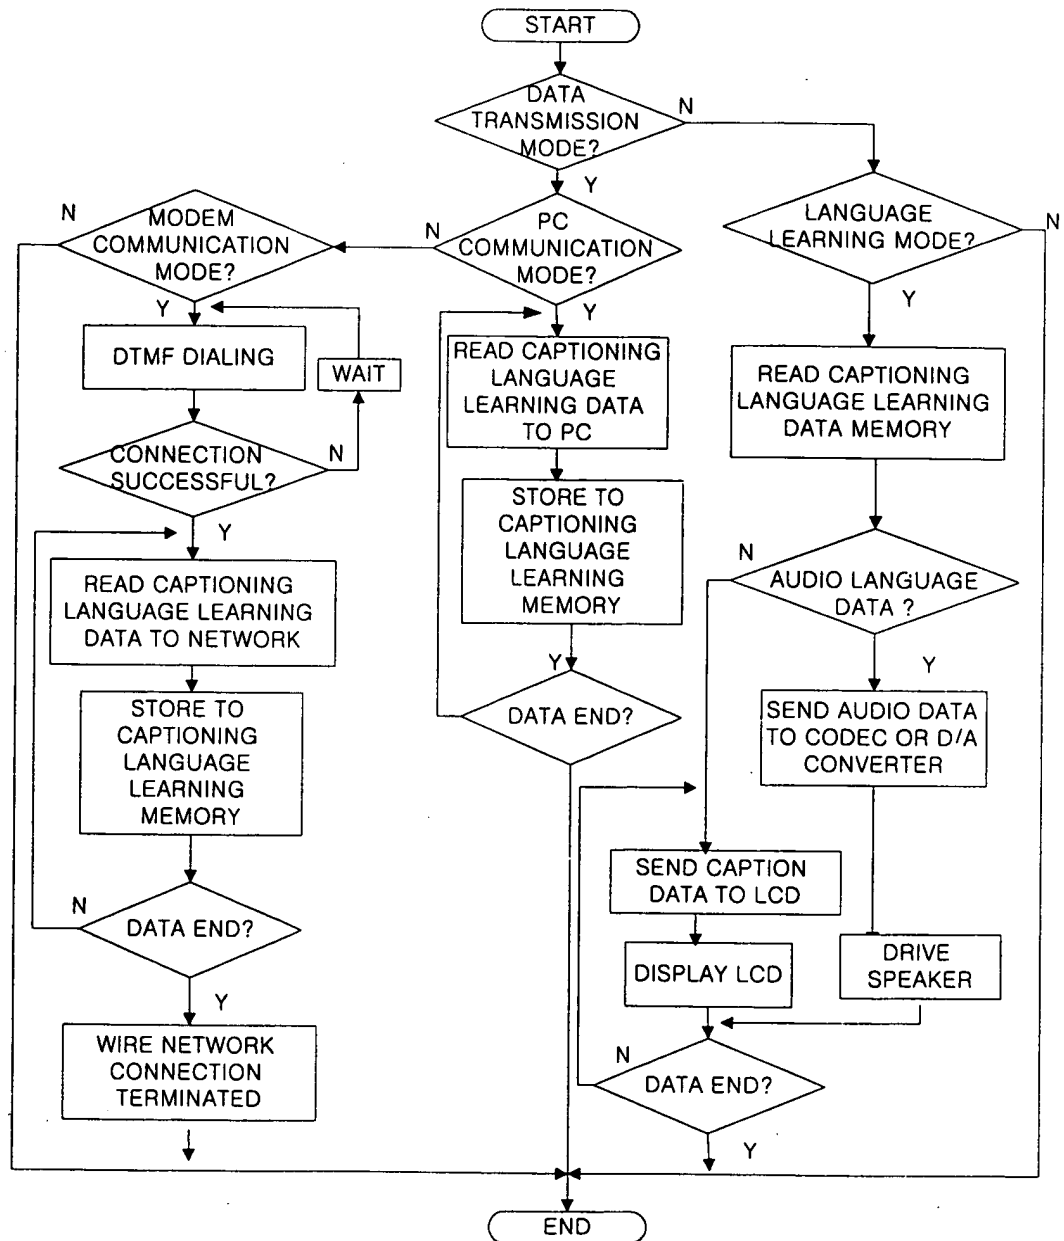 START
DATA
TRANSMISSION
MODE?
N
Y
MODEM
COMMUNICATION
MODE?
N
Y
PC
COMMUNICATION
MODE?
N
Y
LANGUAGE
LEARNING MODE?
N
Y
DTMF DIALING
WAIT
CONNECTION
SUCCESSFUL?
N
Y
READ CAPTIONING
LANGUAGE LEARNING
DATA TO NETWORK
STORE TO
CAPTIONING
LANGUAGE
LEARNING
MEMORY
DATA END?
N
Y
WIRE NETWORK
CONNECTION
TERMINATED
READ CAPTIONING
LANGUAGE
LEARNING DATA
TO PC
STORE TO
CAPTIONING
LANGUAGE
LEARNING
MEMORY
Y
DATA END?
READ CAPTIONING
LANGUAGE LEARNING
DATA MEMORY
N
AUDIO LANGUAGE
DATA ?
Y
SEND AUDIO DATA
TO CODEC OR D/A
CONVERTER
SEND CAPTION
DATA TO LCD
DISPLAY LCD
DRIVE
SPEAKER
N
DATA END?
Y
END